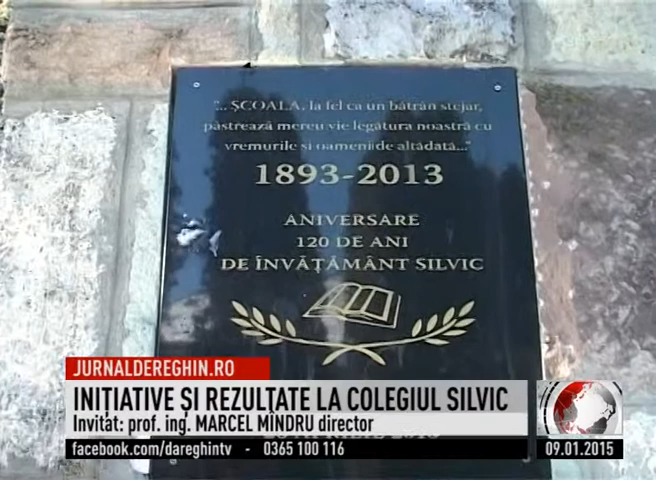 "... ŞCOALA, la fel ca un bătrân stejar,
păstrează mereu vie legătura noastră cu
vremurile şi oamenii de altădată..."
1893-2013
ANIVERSARE
120 DE ANI
DE ÎNVĂŢĂMÂNT SILVIC
JURNALDEREGHIN.RO
INIŢIATIVE ŞI REZULTATE LA COLEGIUL SILVIC
Invitat: prof. ing. MARCEL MÎNDRU director
facebook.com/dareghintv - 0365 100 116
09.01.2015